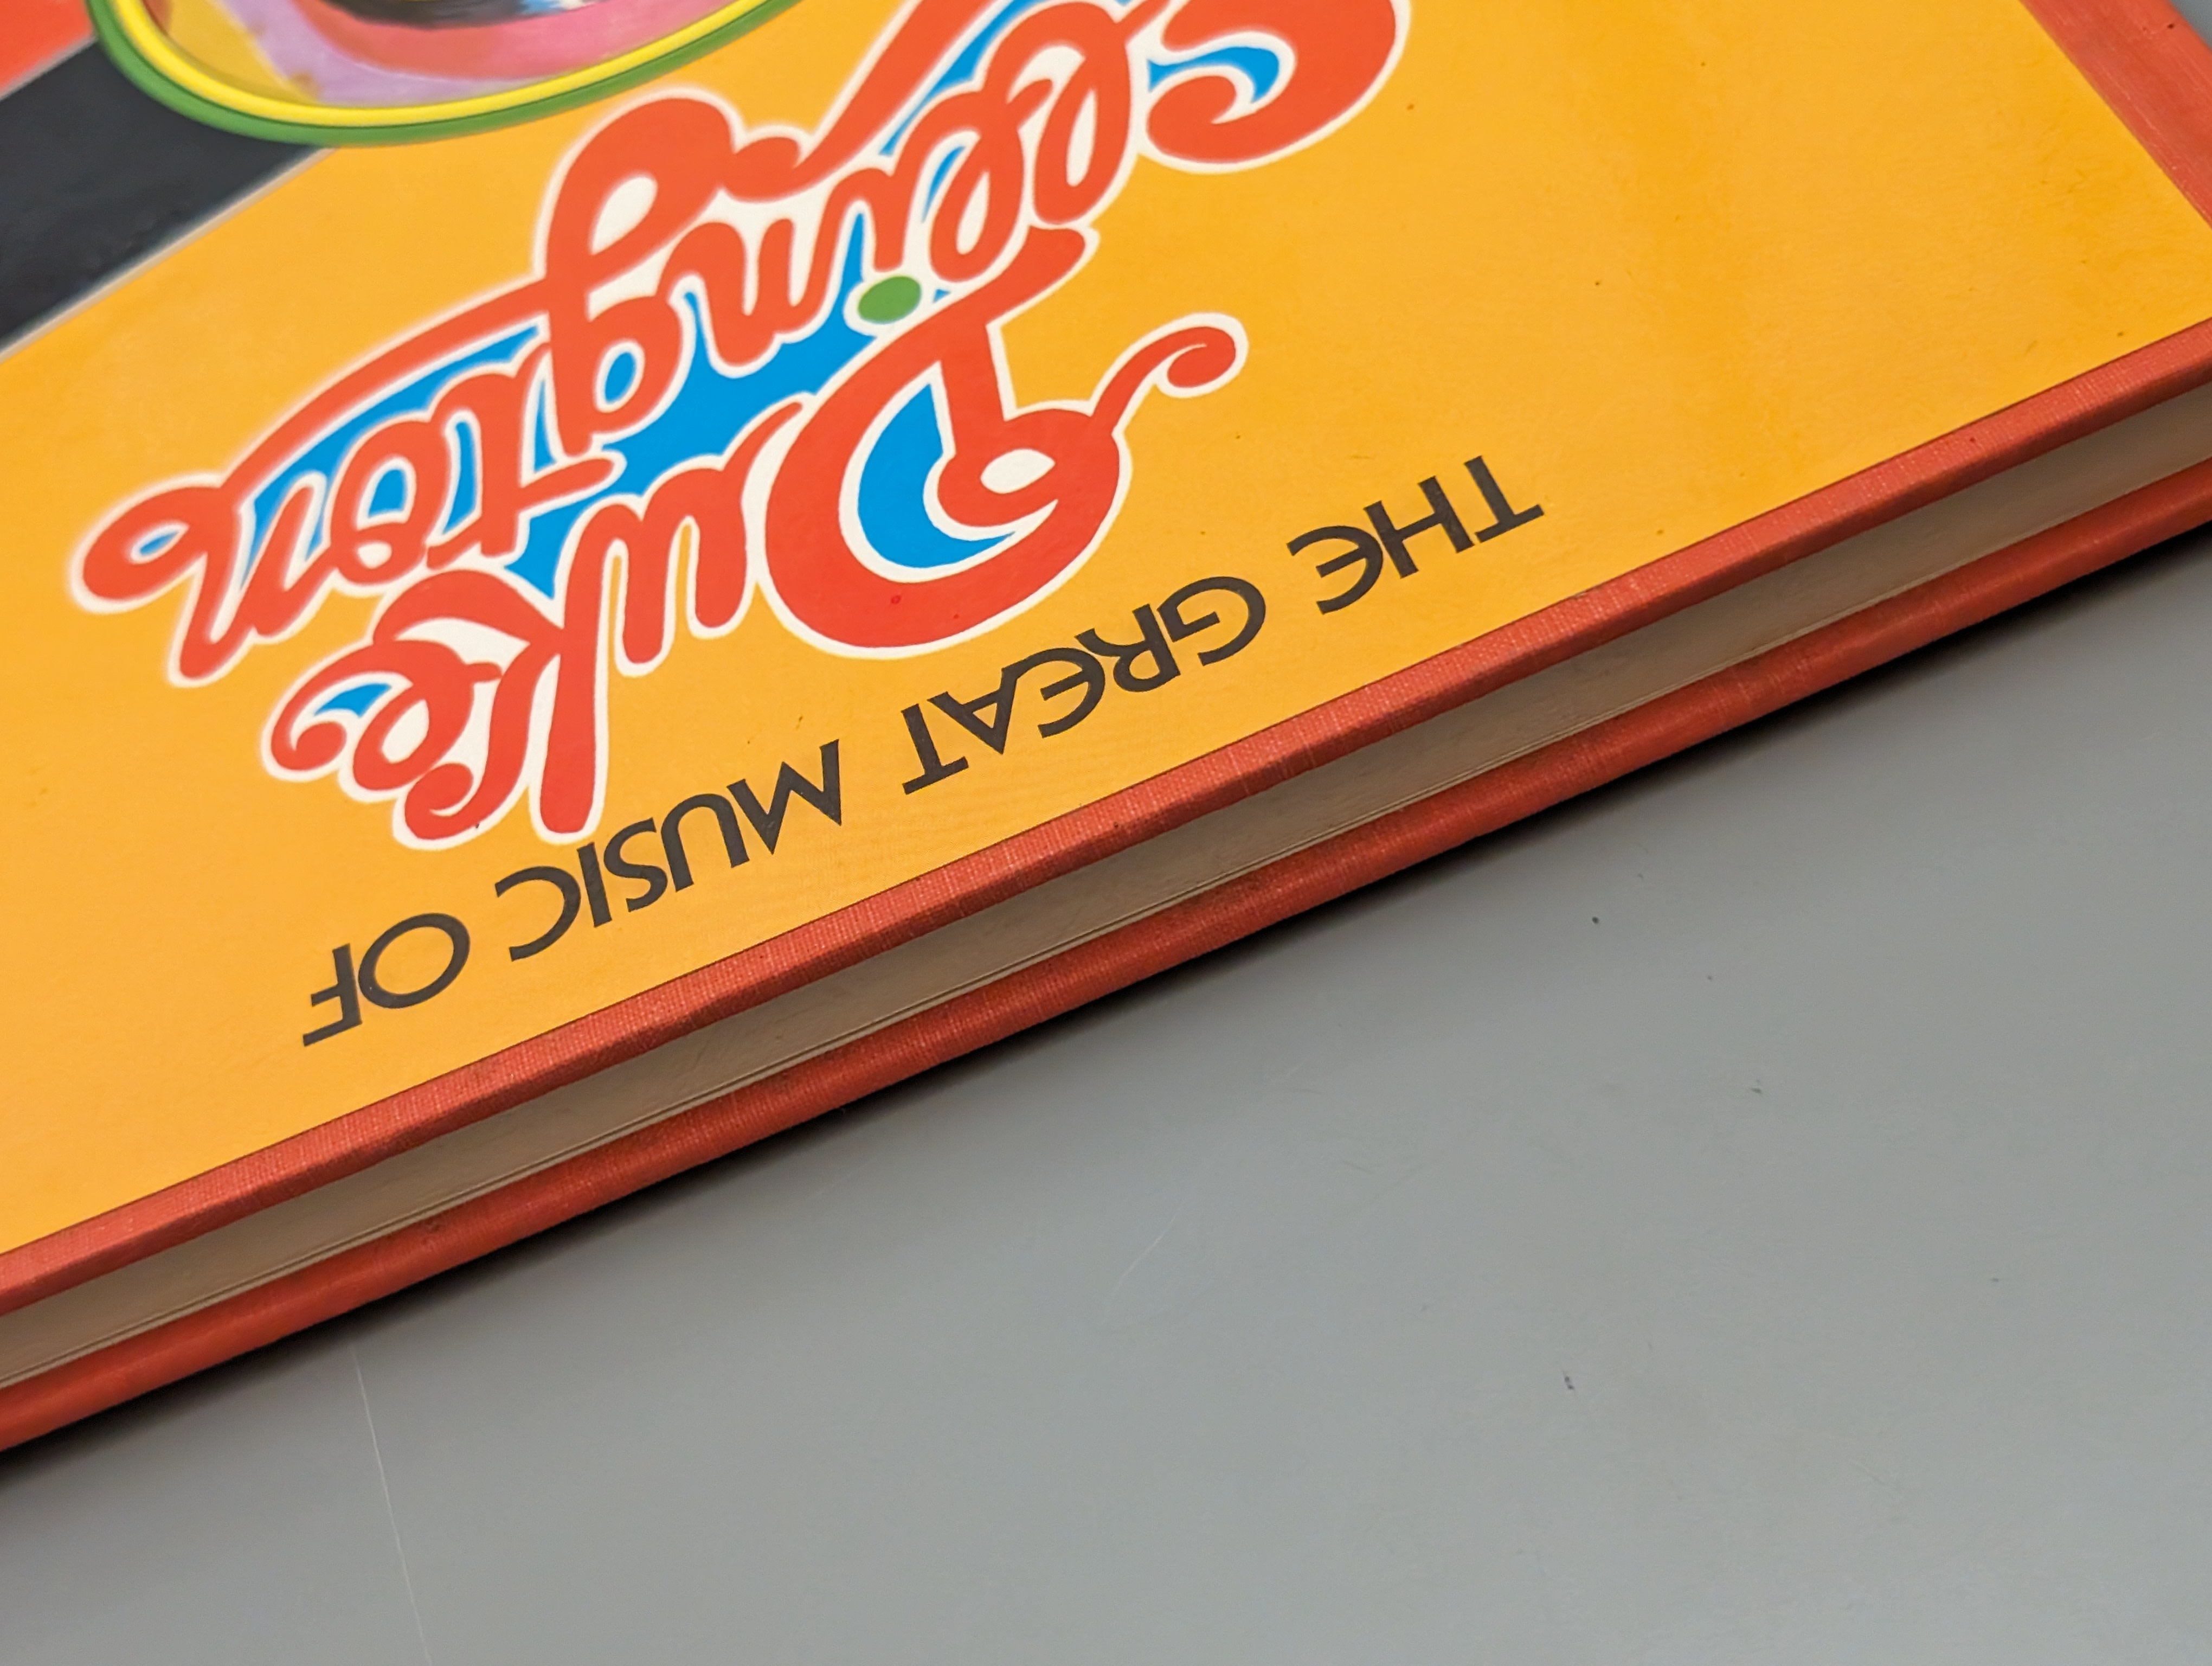 THE GREAT MUSIC OF
Duke
Ellington